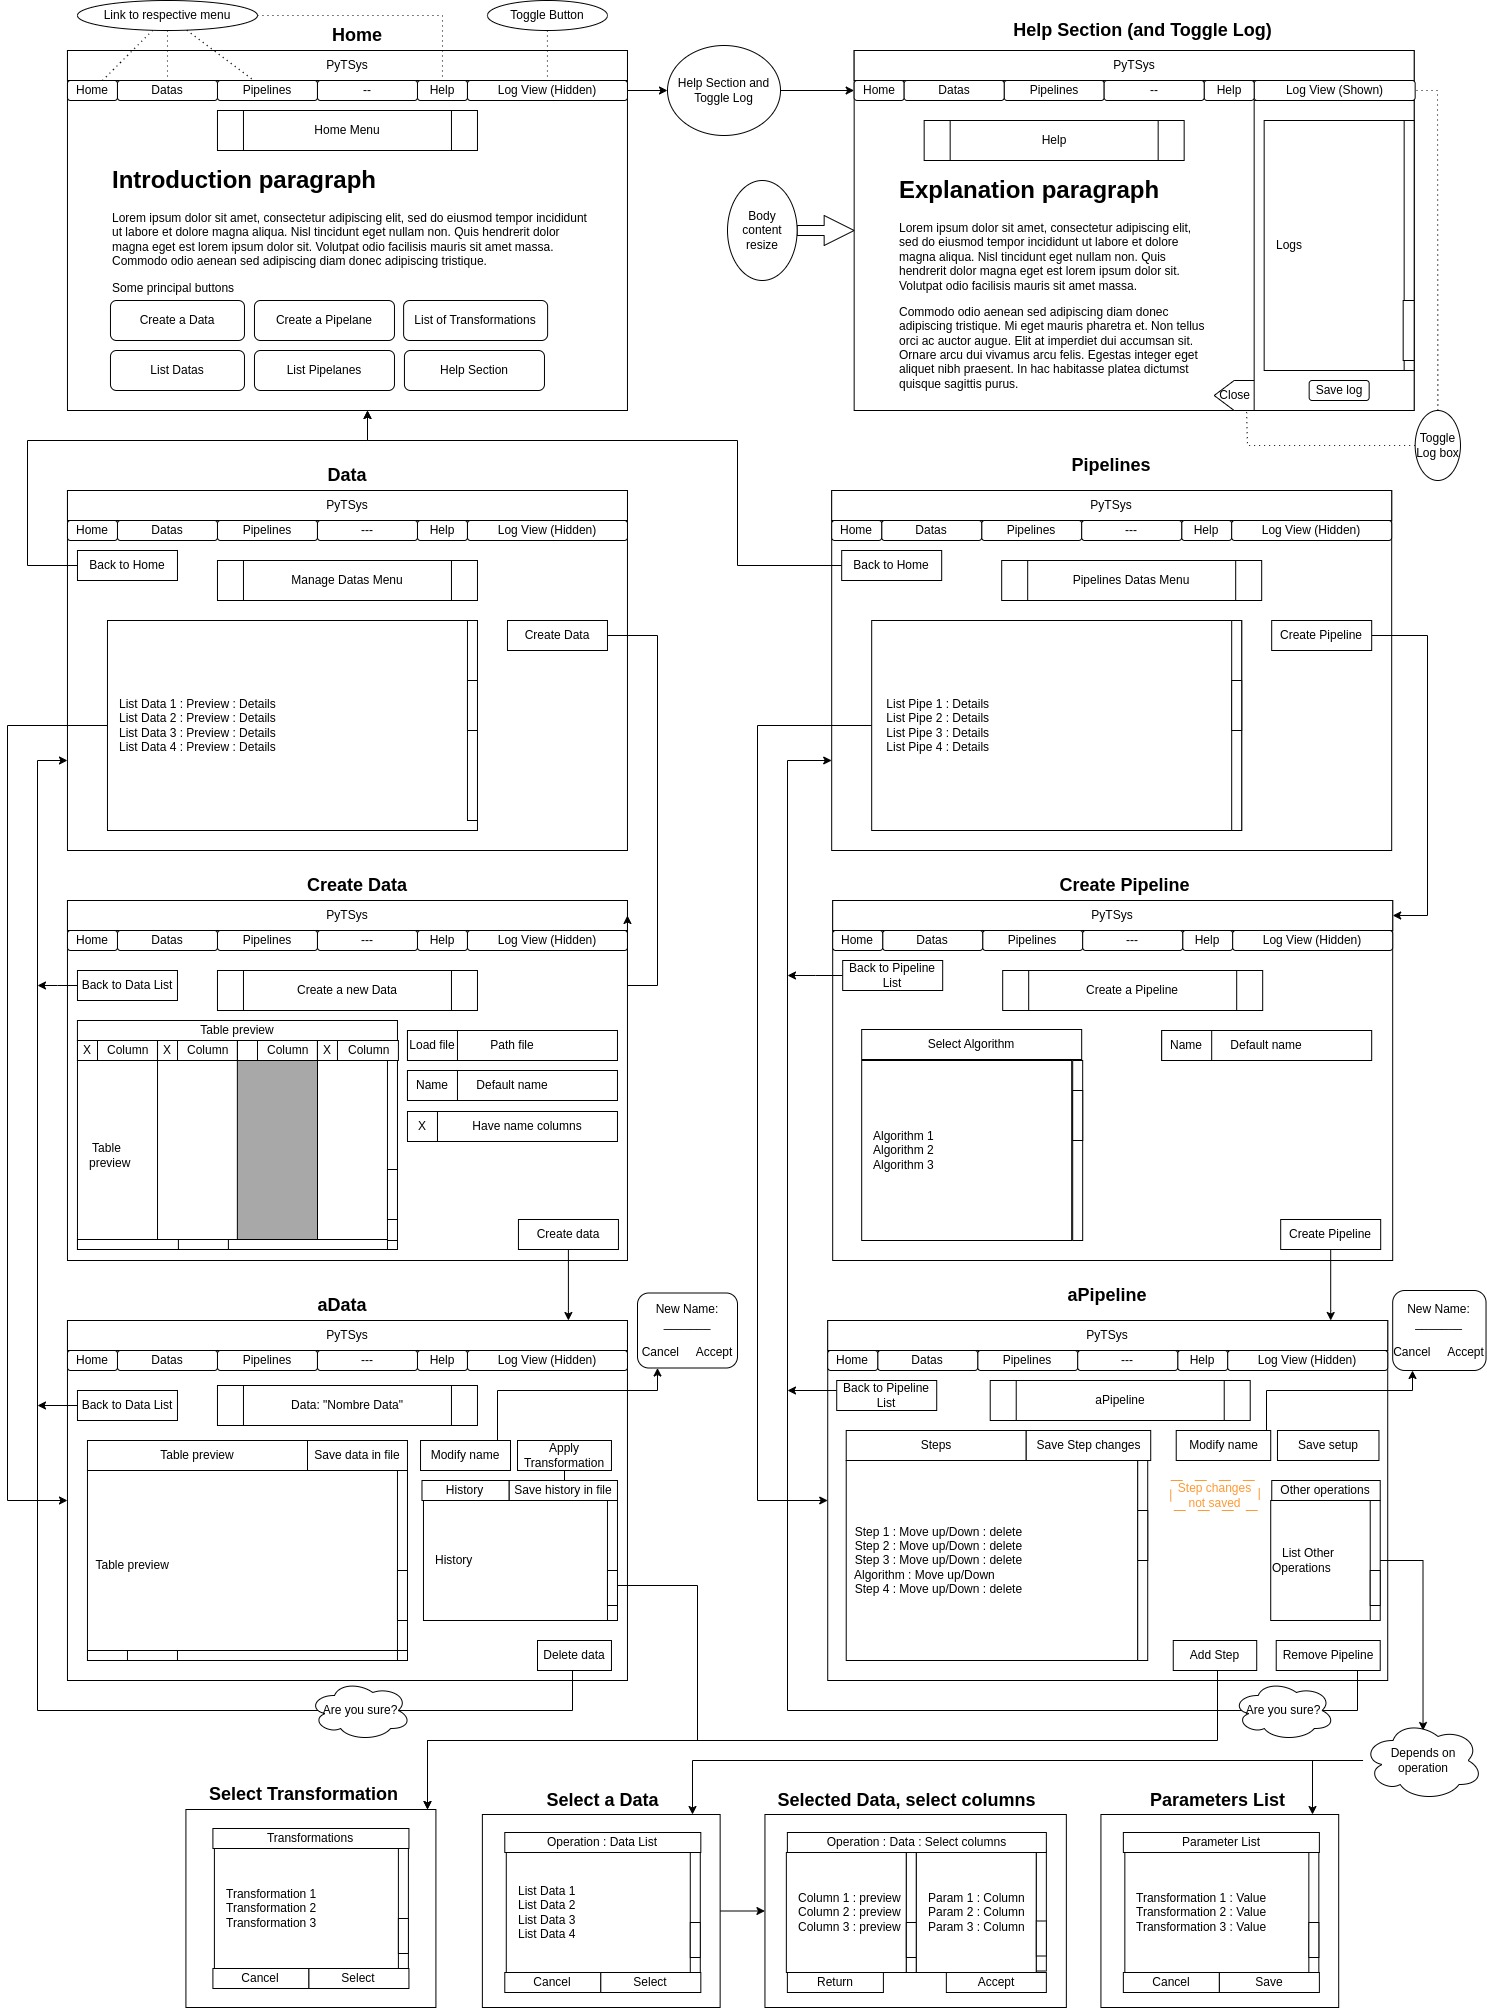 Link to respective menu
Toggle Button
Home
PyTSys
Home
Datas
Pipelines
--
Help
Log View (Hidden)
Home Menu
Introduction paragraph
Lorem ipsum dolor sit amet, consectetur adipiscing elit, sed do eiusmod tempor incididunt
ut labore et dolore magna aliqua. Nisl tincidunt eget nullam non. Quis hendrerit dolor
magna eget est lorem ipsum dolor sit. Volutpat odio facilisis mauris sit amet massa.
Commodo odio aenean sed adipiscing diam donec adipiscing tristique.
Some principal buttons
Create a Data
Create a Pipelane
List of Transformations
List Datas
List Pipelanes
Help Section
Help Section and
Toggle Log
Body
content
resize
Help Section (and Toggle Log)
PyTSys
Home
Datas
Pipelines
--
Help
Log View (Shown)
Help
Explanation paragraph
Lorem ipsum dolor sit amet, consectetur adipiscing elit,
sed do eiusmod tempor incididunt ut labore et dolore
magna aliqua. Nisl tincidunt eget nullam non. Quis
hendrerit dolor magna eget est lorem ipsum dolor sit.
Volutpat odio facilisis mauris sit amet massa.
Commodo odio aenean sed adipiscing diam donec
adipiscing tristique. Mi eget mauris pharetra et. Non tellus
orci ac auctor augue. Elit at imperdiet dui accumsan sit.
Ornare arcu dui vivamus arcu felis. Egestas integer eget
aliquet nibh praesent. In hac habitasse platea dictumst
quisque sagittis purus.
Logs
Close
Save log
Toggle
Log box
Data
PyTSys
Home
Datas
Pipelines
---
Help
Log View (Hidden)
Back to Home
Manage Datas Menu
Create Data
List Data 1 : Preview : Details
List Data 2 : Preview : Details
List Data 3 : Preview : Details
List Data 4 : Preview : Details
Pipelines
PyTSys
Home
Datas
Pipelines
---
Help
Log View (Hidden)
Back to Home
Pipelines Datas Menu
Create Pipeline
List Pipe 1 : Details
List Pipe 2 : Details
List Pipe 3 : Details
List Pipe 4 : Details
Create Data
PyTSys
Home
Datas
Pipelines
---
Help
Log View (Hidden)
Back to Data List
Create a new Data
Table preview
X
Column
X
Column
Column
X
Column
Table
preview
Load file
Path file
Name
Default name
X
Have name columns
Create data
Create Pipeline
PyTSys
Home
Datas
Pipelines
---
Help
Log View (Hidden)
Back to Pipeline
List
Create a Pipeline
Select Algorithm
Algorithm 1
Algorithm 2
Algorithm 3
Name
Default name
Create Pipeline
aData
PyTSys
Home
Datas
Pipelines
---
Help
Log View (Hidden)
Back to Data List
Data: "Nombre Data"
New Name:
Cancel
Accept
Table preview
Save data in file
Modify name
Apply
Transformation
History
Save history in file
Table preview
History
Delete data
Are you sure?
aPipeline
PyTSys
Home
Datas
Pipelines
---
Help
Log View (Hidden)
Back to Pipeline
List
aPipeline
New Name:
Cancel
Accept
Steps
Save Step changes
Modify name
Save setup
Step changes
not saved
Other operations
Step 1 : Move up/Down : delete
Step 2 : Move up/Down : delete
Step 3 : Move up/Down : delete
Algorithm : Move up/Down
Step 4 : Move up/Down : delete
List Other
Operations
Add Step
Remove Pipeline
Are you sure?
Depends on
operation
Select Transformation
Transformations
Transformation 1
Transformation 2
Transformation 3
Cancel
Select
Select a Data
Operation : Data List
List Data 1
List Data 2
List Data 3
List Data 4
Cancel
Select
Selected Data, select columns
Operation : Data : Select columns
Column 1 : preview
Column 2 : preview
Column 3 : preview
Param 1 : Column
Param 2 : Column
Param 3 : Column
Return
Accept
Parameters List
Parameter List
Transformation 1 : Value
Transformation 2 : Value
Transformation 3 : Value
Cancel
Save